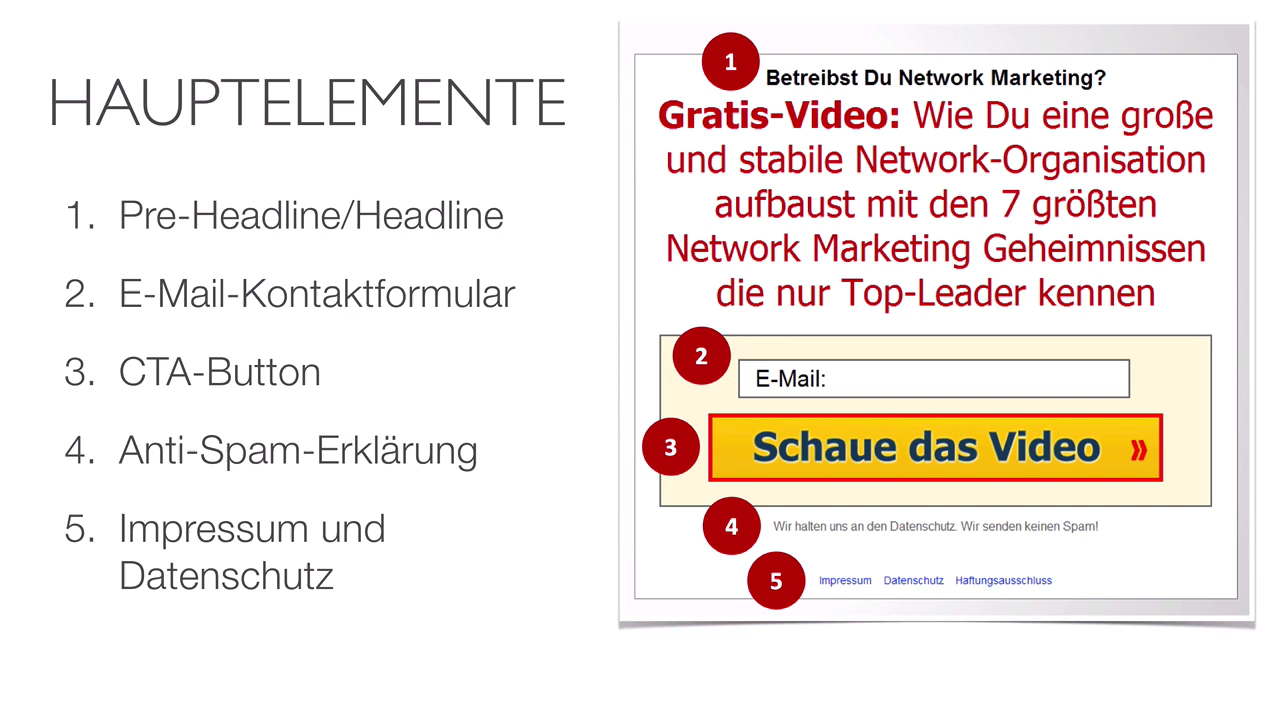 HAUPTELEMENTE
1. Pre-Headline/Headline
2. E-Mail-Kontaktformular
3. CTA-Button
4. Anti-Spam-Erklärung
5. Impressum und
Datenschutz
1
Betreibst Du Network Marketing?
Gratis-Video: Wie Du eine große
und stabile Network-Organisation
aufbaust mit den 7 größten
Network Marketing Geheimnissen
die nur Top-Leader kennen
2
E-Mail:
3
Schaue das Video »
4
Wir halten uns an den Datenschutz. Wir senden keinen Spam!
5
Impressum Datenschutz Haftungsausschluss